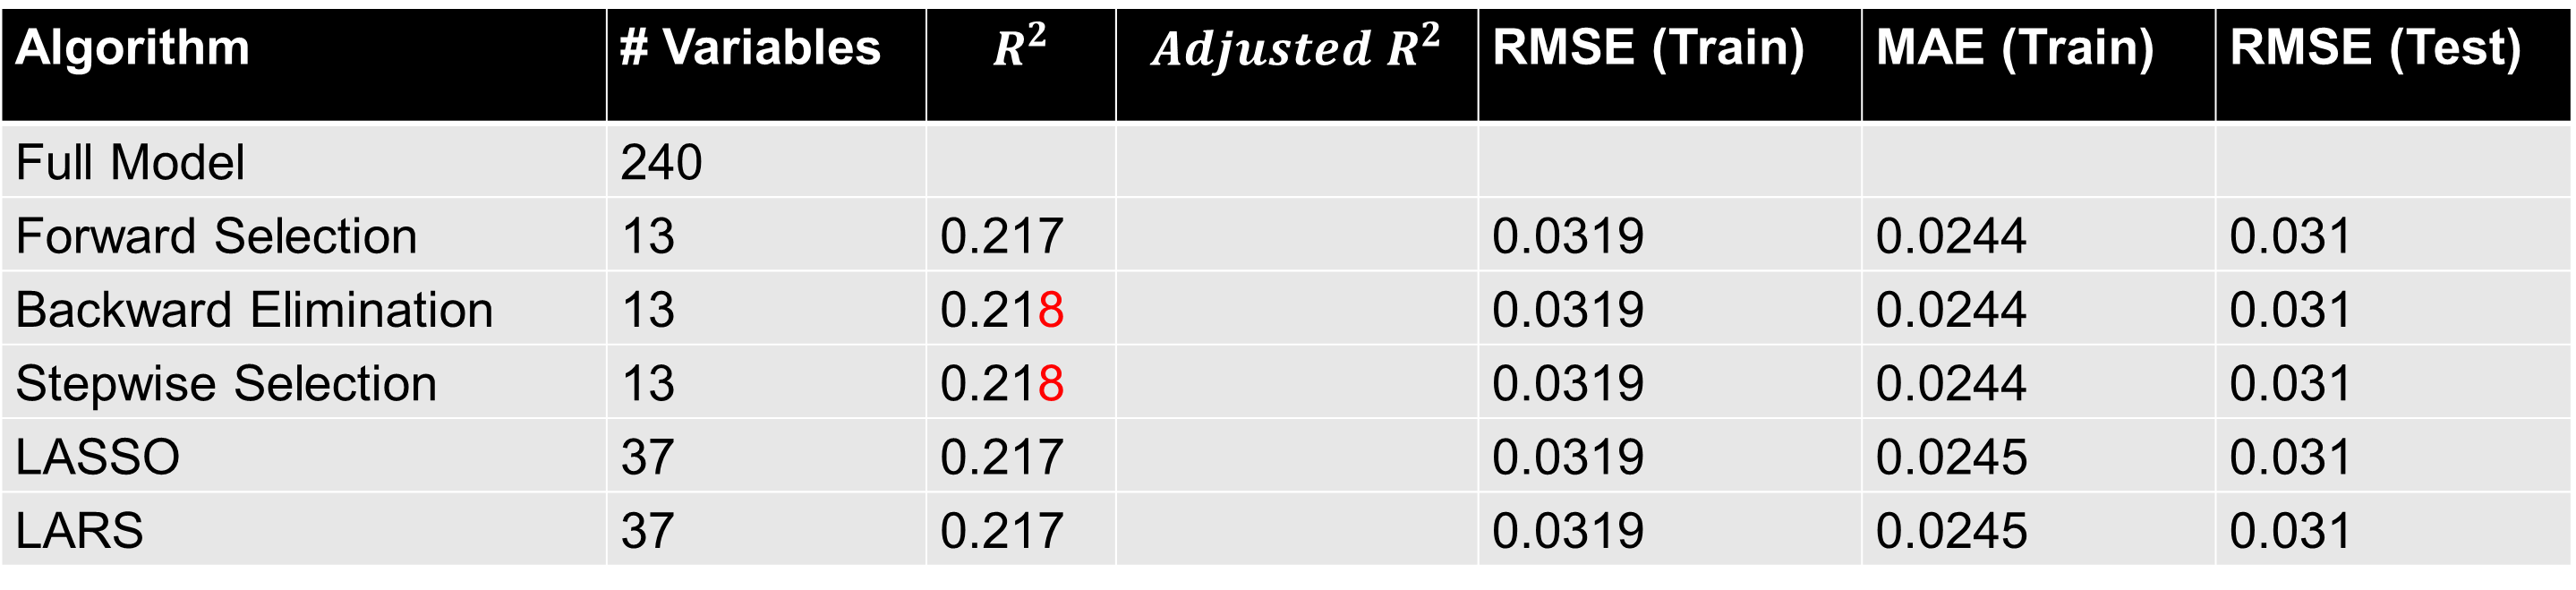 Algorithm # Variables R² Adjusted R² RMSE (Train) MAE (Train) RMSE (Test)
Full Model 240
Forward Selection 13 0.217 0.0319 0.0244 0.031
Backward Elimination 13 0.218 0.0319 0.0244 0.031
Stepwise Selection 13 0.218 0.0319 0.0244 0.031
LASSO 37 0.217 0.0319 0.0245 0.031
LARS 37 0.217 0.0319 0.0245 0.031